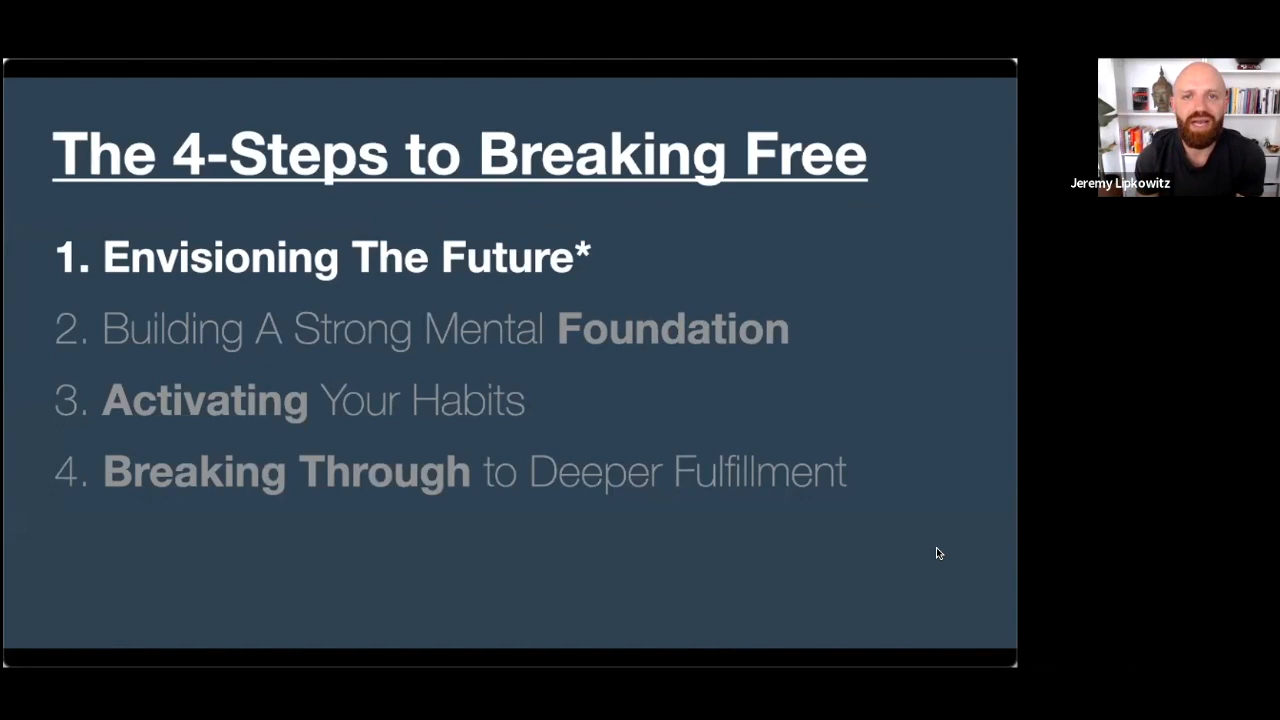 The 4-Steps to Breaking Free
1. Envisioning The Future*
2. Building A Strong Mental Foundation
3. Activating Your Habits
4. Breaking Through to Deeper Fulfillment
Jeremy Lipkowitz